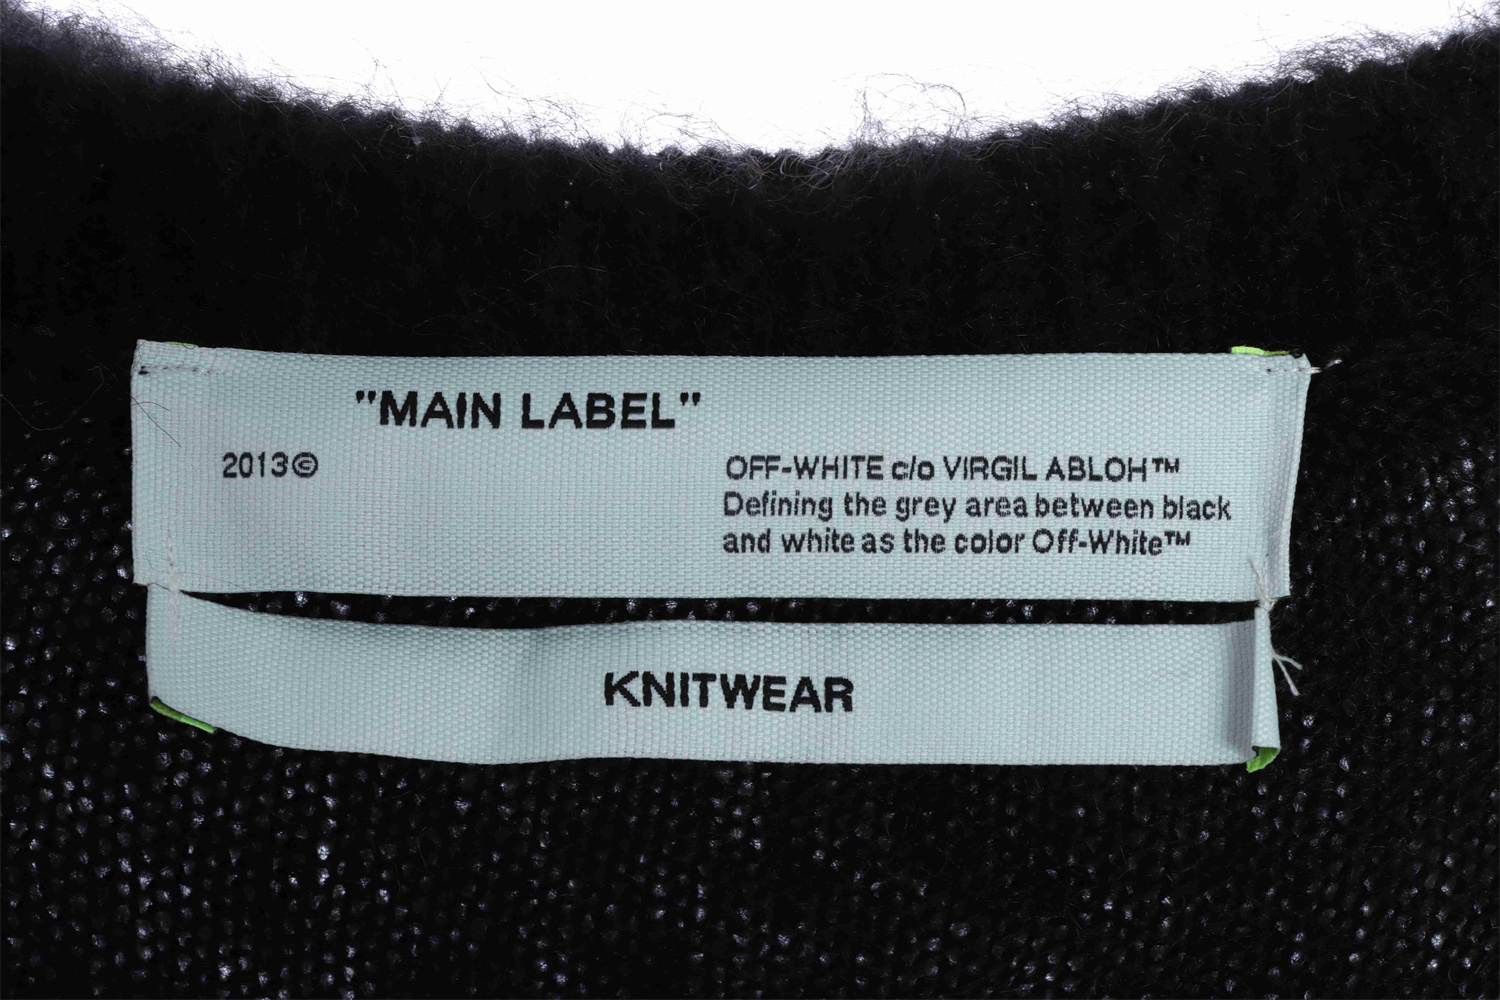 "MAIN LABEL"
2013©
OFF-WHITE c/o VIRGIL ABLOH™
Defining the grey area between black
and white as the color Off-White™
KNITWEAR